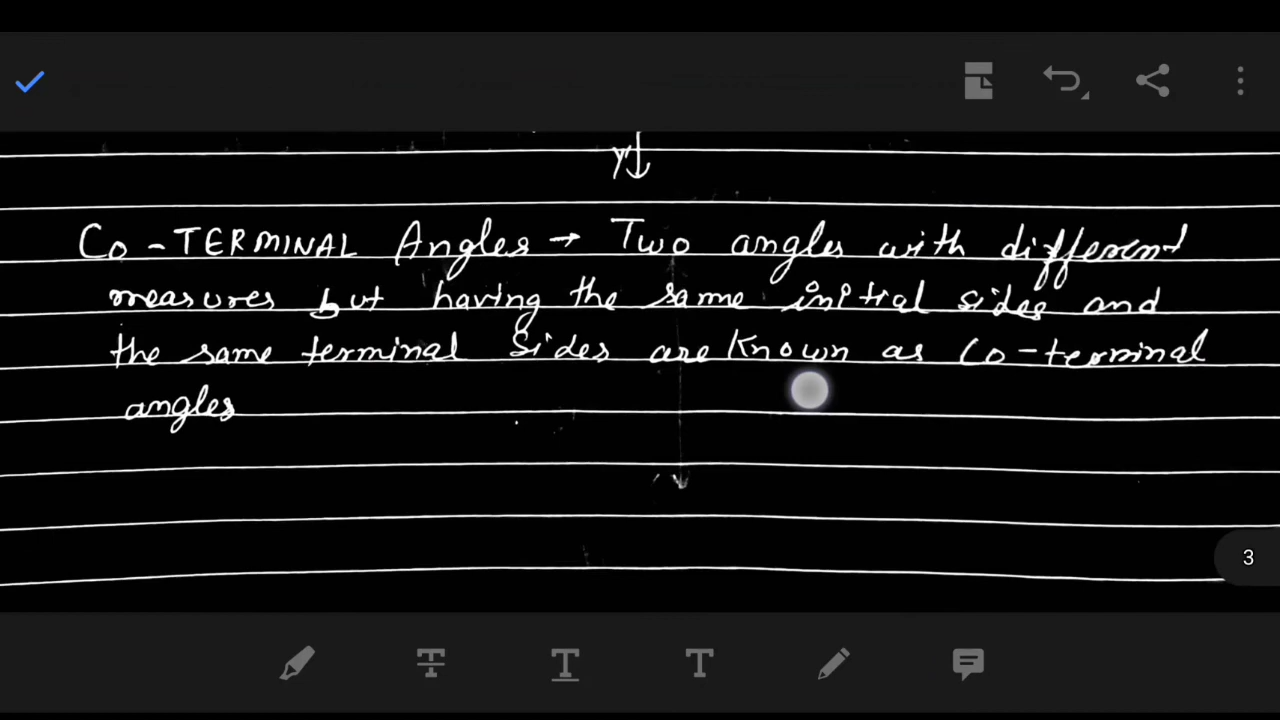 Y'
Co-TERMINAL Angles → Two angles with different
measures but having the same initial sides and
the same terminal sides are known as Co-terminal
angles
3
T
T
T